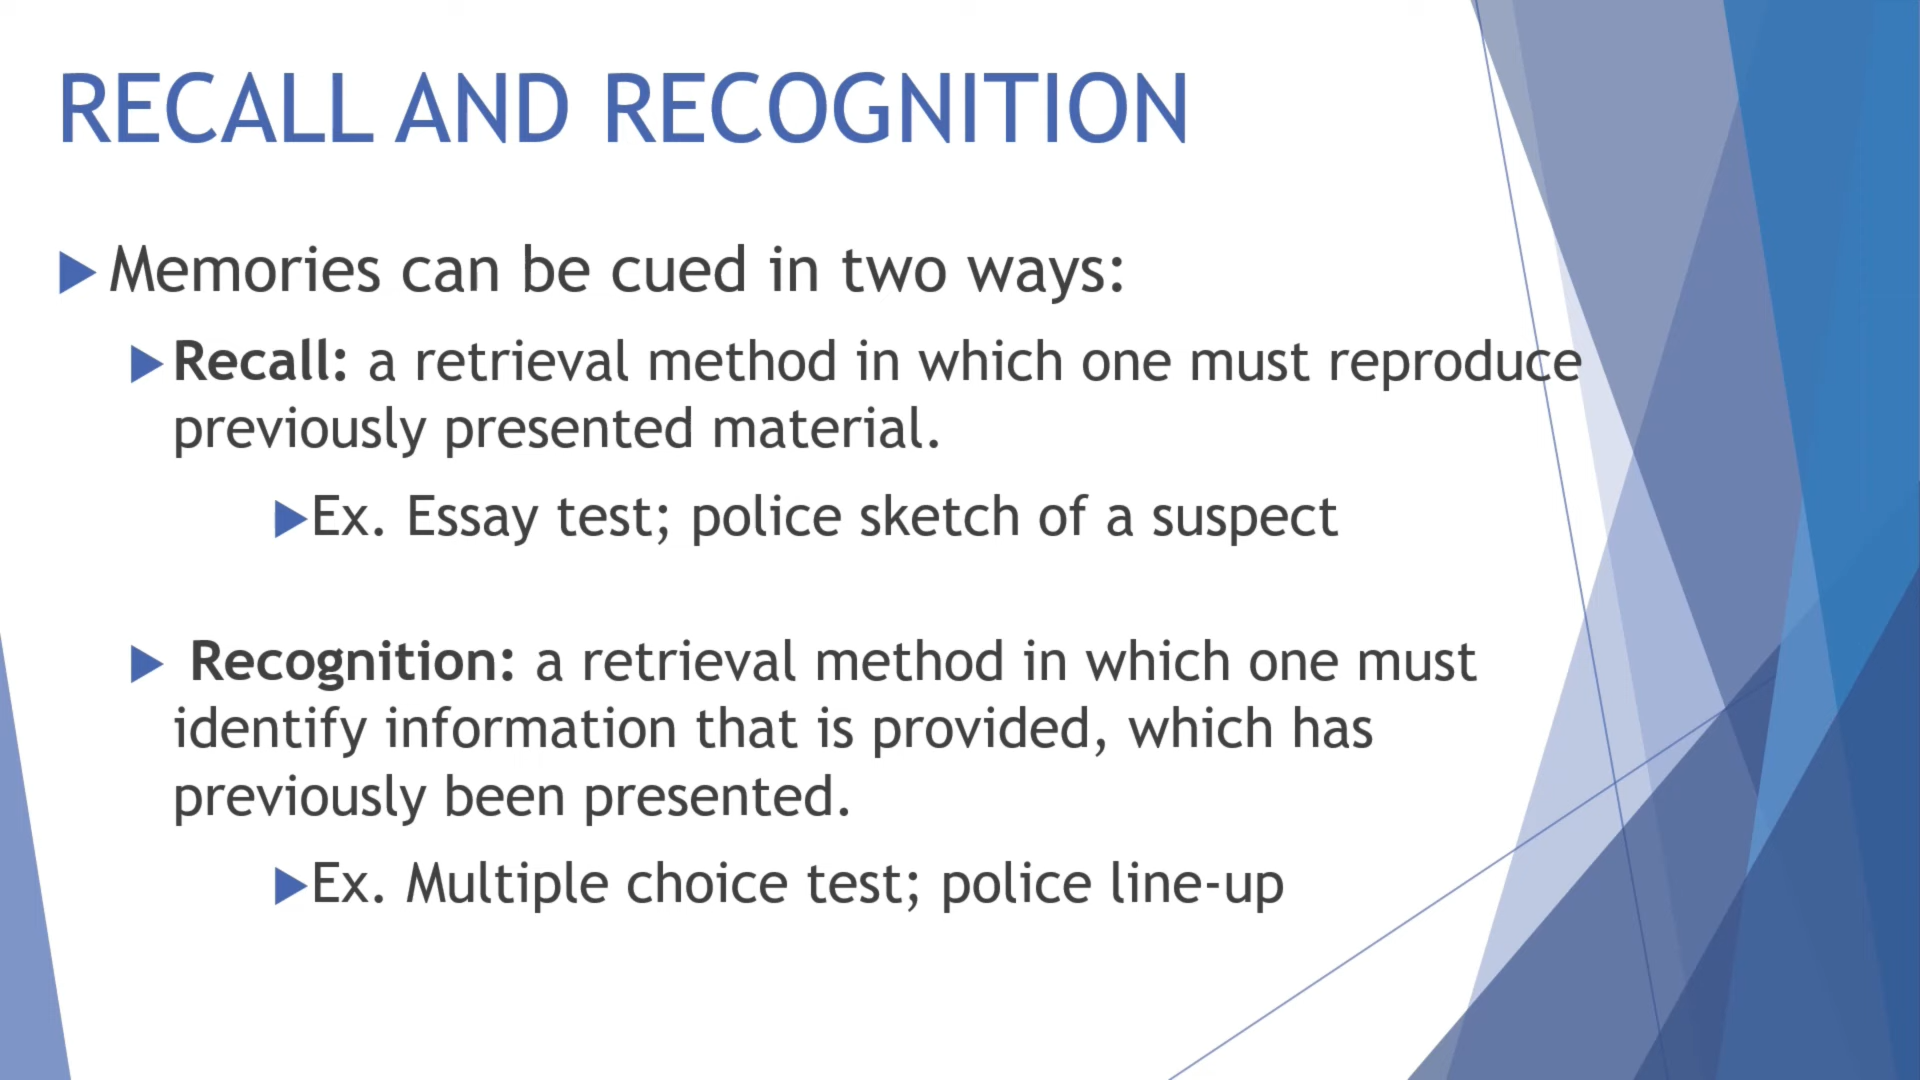 RECALL AND RECOGNITION
Memories can be cued in two ways:
Recall: a retrieval method in which one must reproduce
previously presented material.
Ex. Essay test; police sketch of a suspect
Recognition: a retrieval method in which one must
identify information that is provided, which has
previously been presented.
Ex. Multiple choice test; police line-up